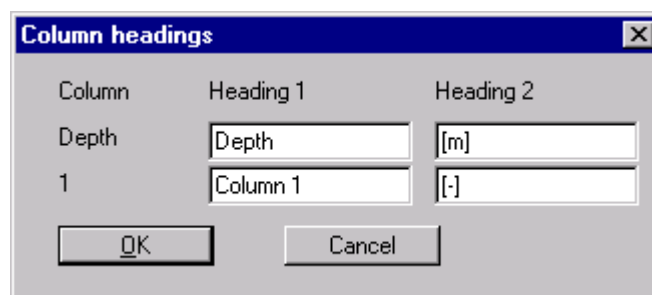 Column headings
Column Heading 1 Heading 2
Depth Depth [m]
1 Column 1 [-]
OK Cancel